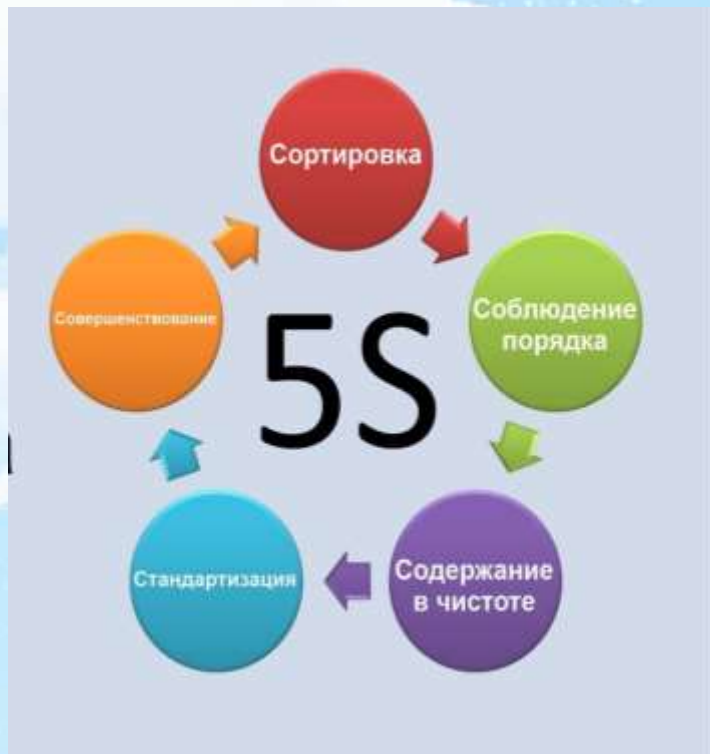 Сортировка
Соблюдение
порядка
Содержание
в чистоте
Стандартизация
Совершенствование
5S